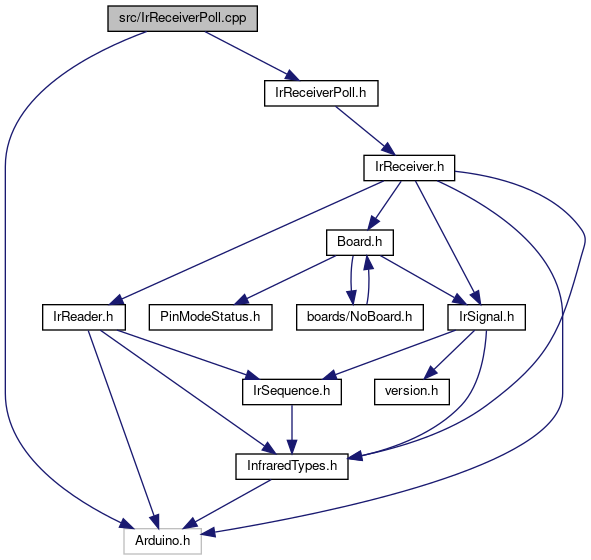 src/IrReceiverPoll.cpp
IrReceiverPoll.h
IrReceiver.h
Board.h
IrReader.h
PinModeStatus.h
boards/NoBoard.h
IrSignal.h
IrSequence.h
version.h
InfraredTypes.h
Arduino.h